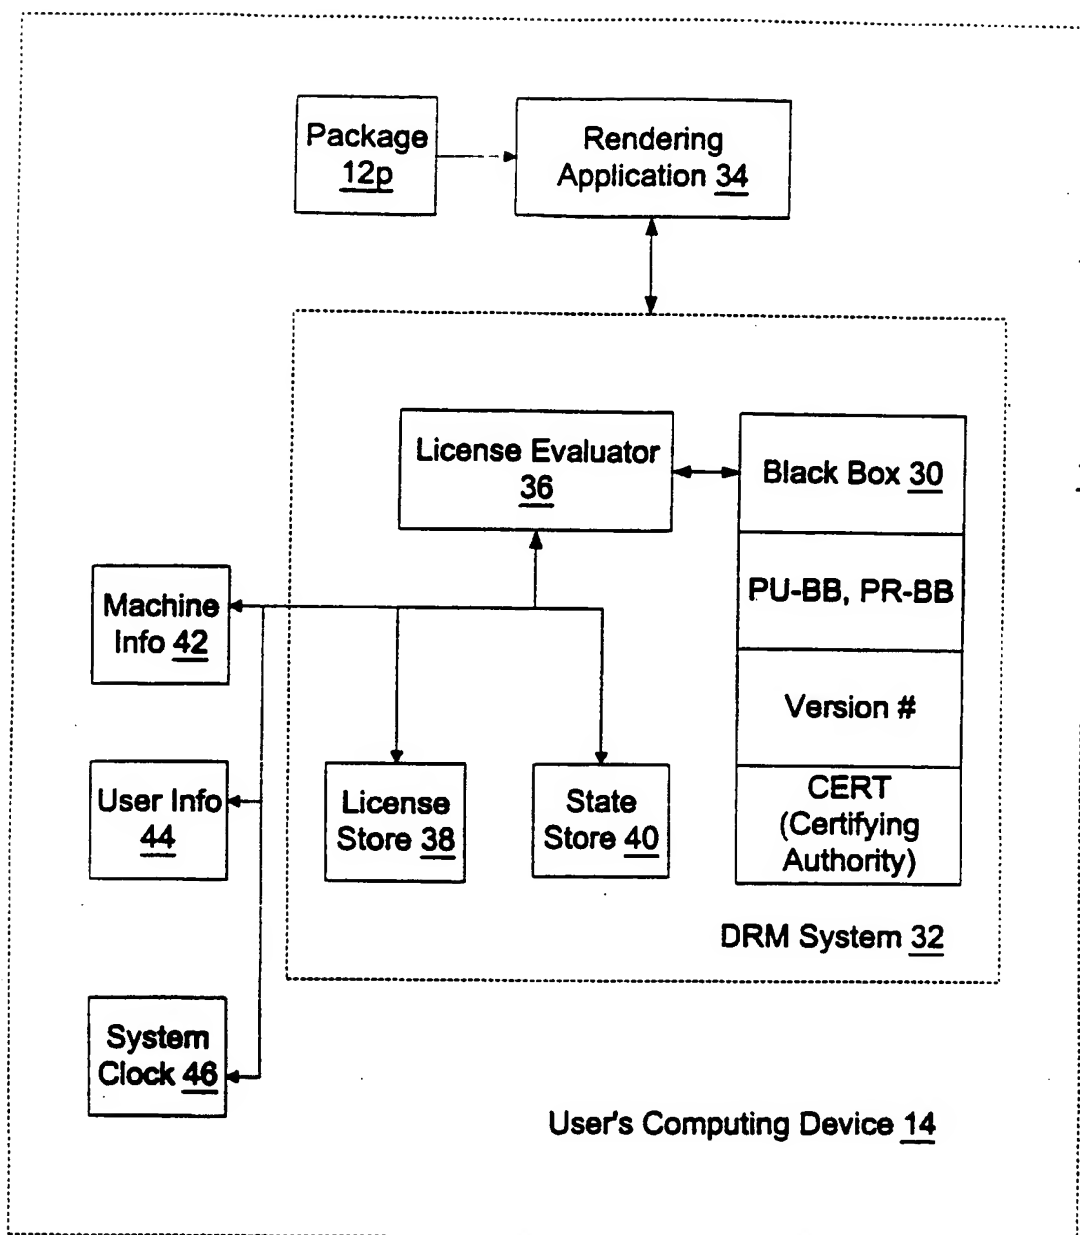 Package
12p
Rendering
Application 34
License Evaluator
36
Black Box 30
PU-BB, PR-BB
Version #
CERT
(Certifying
Authority)
Machine
Info 42
User Info
44
License
Store 38
State
Store 40
DRM System 32
System
Clock 46
User's Computing Device 14